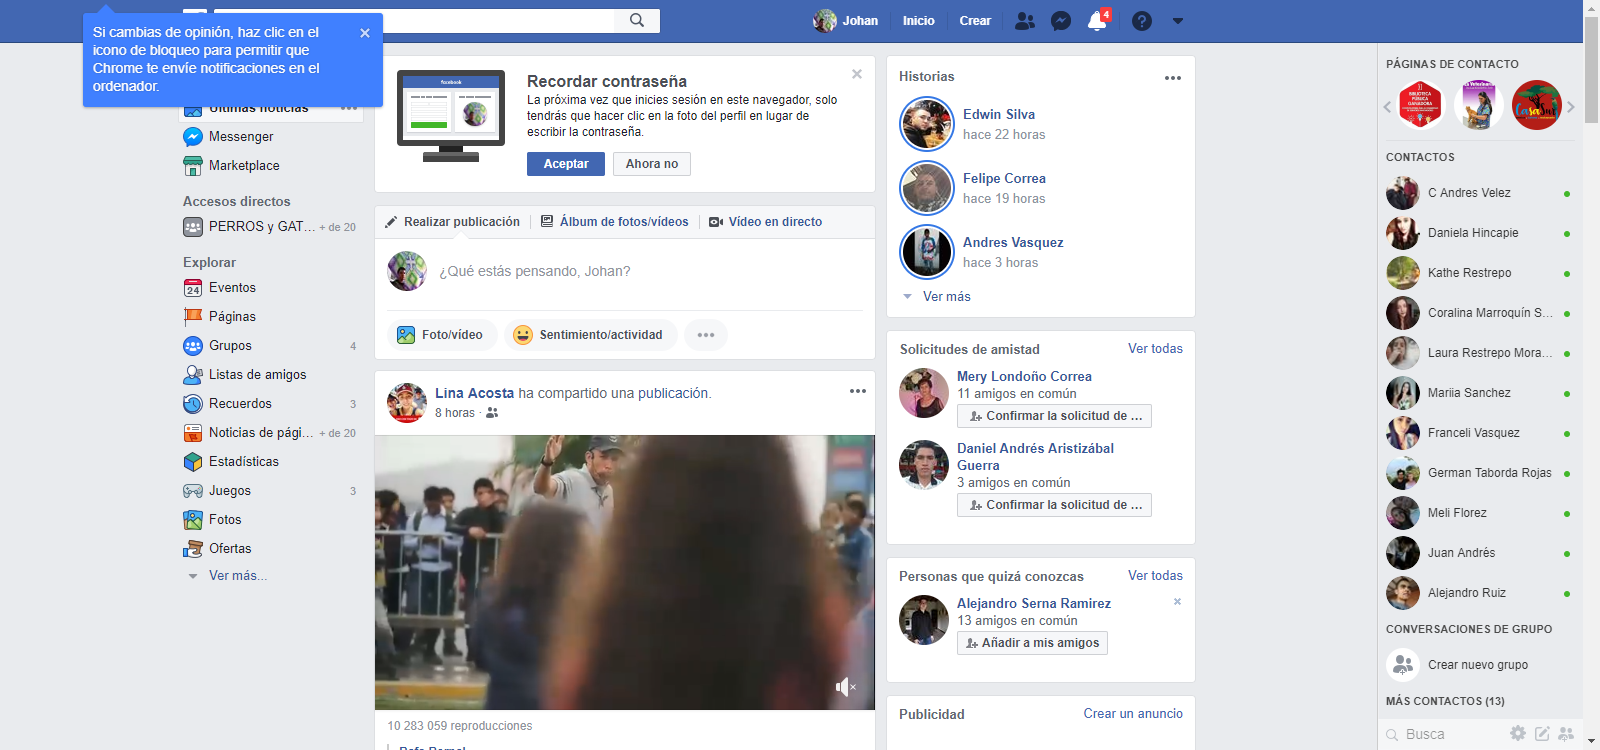 Si cambias de opinión, haz clic en el
icono de bloqueo para permitir que
Chrome te envíe notificaciones en el
ordenador.
Johan
Inicio
Crear
4
Últimas noticias
Messenger
Marketplace
Accesos directos
PERROS y GAT... + de 20
Explorar
24
Eventos
Páginas
Grupos 4
Listas de amigos
Recuerdos 3
Noticias de pági... + de 20
Estadísticas
Juegos 3
Fotos
Ofertas
Ver más...
facebook
Recordar contraseña
La próxima vez que inicies sesión en este navegador, solo
tendrás que hacer clic en la foto del perfil en lugar de
escribir la contraseña.
Aceptar
Ahora no
Realizar publicación
Álbum de fotos/vídeos
Vídeo en directo
¿Qué estás pensando, Johan?
Foto/vídeo
Sentimiento/actividad
Lina Acosta ha compartido una publicación.
8 horas ·
10 283 059 reproducciones
Historias
Edwin Silva
hace 22 horas
Felipe Correa
hace 19 horas
Andres Vasquez
hace 3 horas
Ver más
Solicitudes de amistad
Ver todas
Mery Londoño Correa
11 amigos en común
Confirmar la solicitud de ...
Daniel Andrés Aristizábal
Guerra
3 amigos en común
Confirmar la solicitud de ...
Personas que quizá conozcas
Ver todas
Alejandro Serna Ramirez
13 amigos en común
Añadir a mis amigos
Publicidad
Crear un anuncio
PÁGINAS DE CONTACTO
BIBLIOTECA
PÚBLICA
GANADORA
CONTACTOS
C Andres Velez
Daniela Hincapie
Kathe Restrepo
Coralina Marroquín S...
Laura Restrepo Mora...
Mariii Sanchez
Franceli Vasquez
German Taborda Rojas
Meli Florez
Juan Andrés
Alejandro Ruiz
CONVERSACIONES DE GRUPO
Crear nuevo grupo
MÁS CONTACTOS (13)
Busca